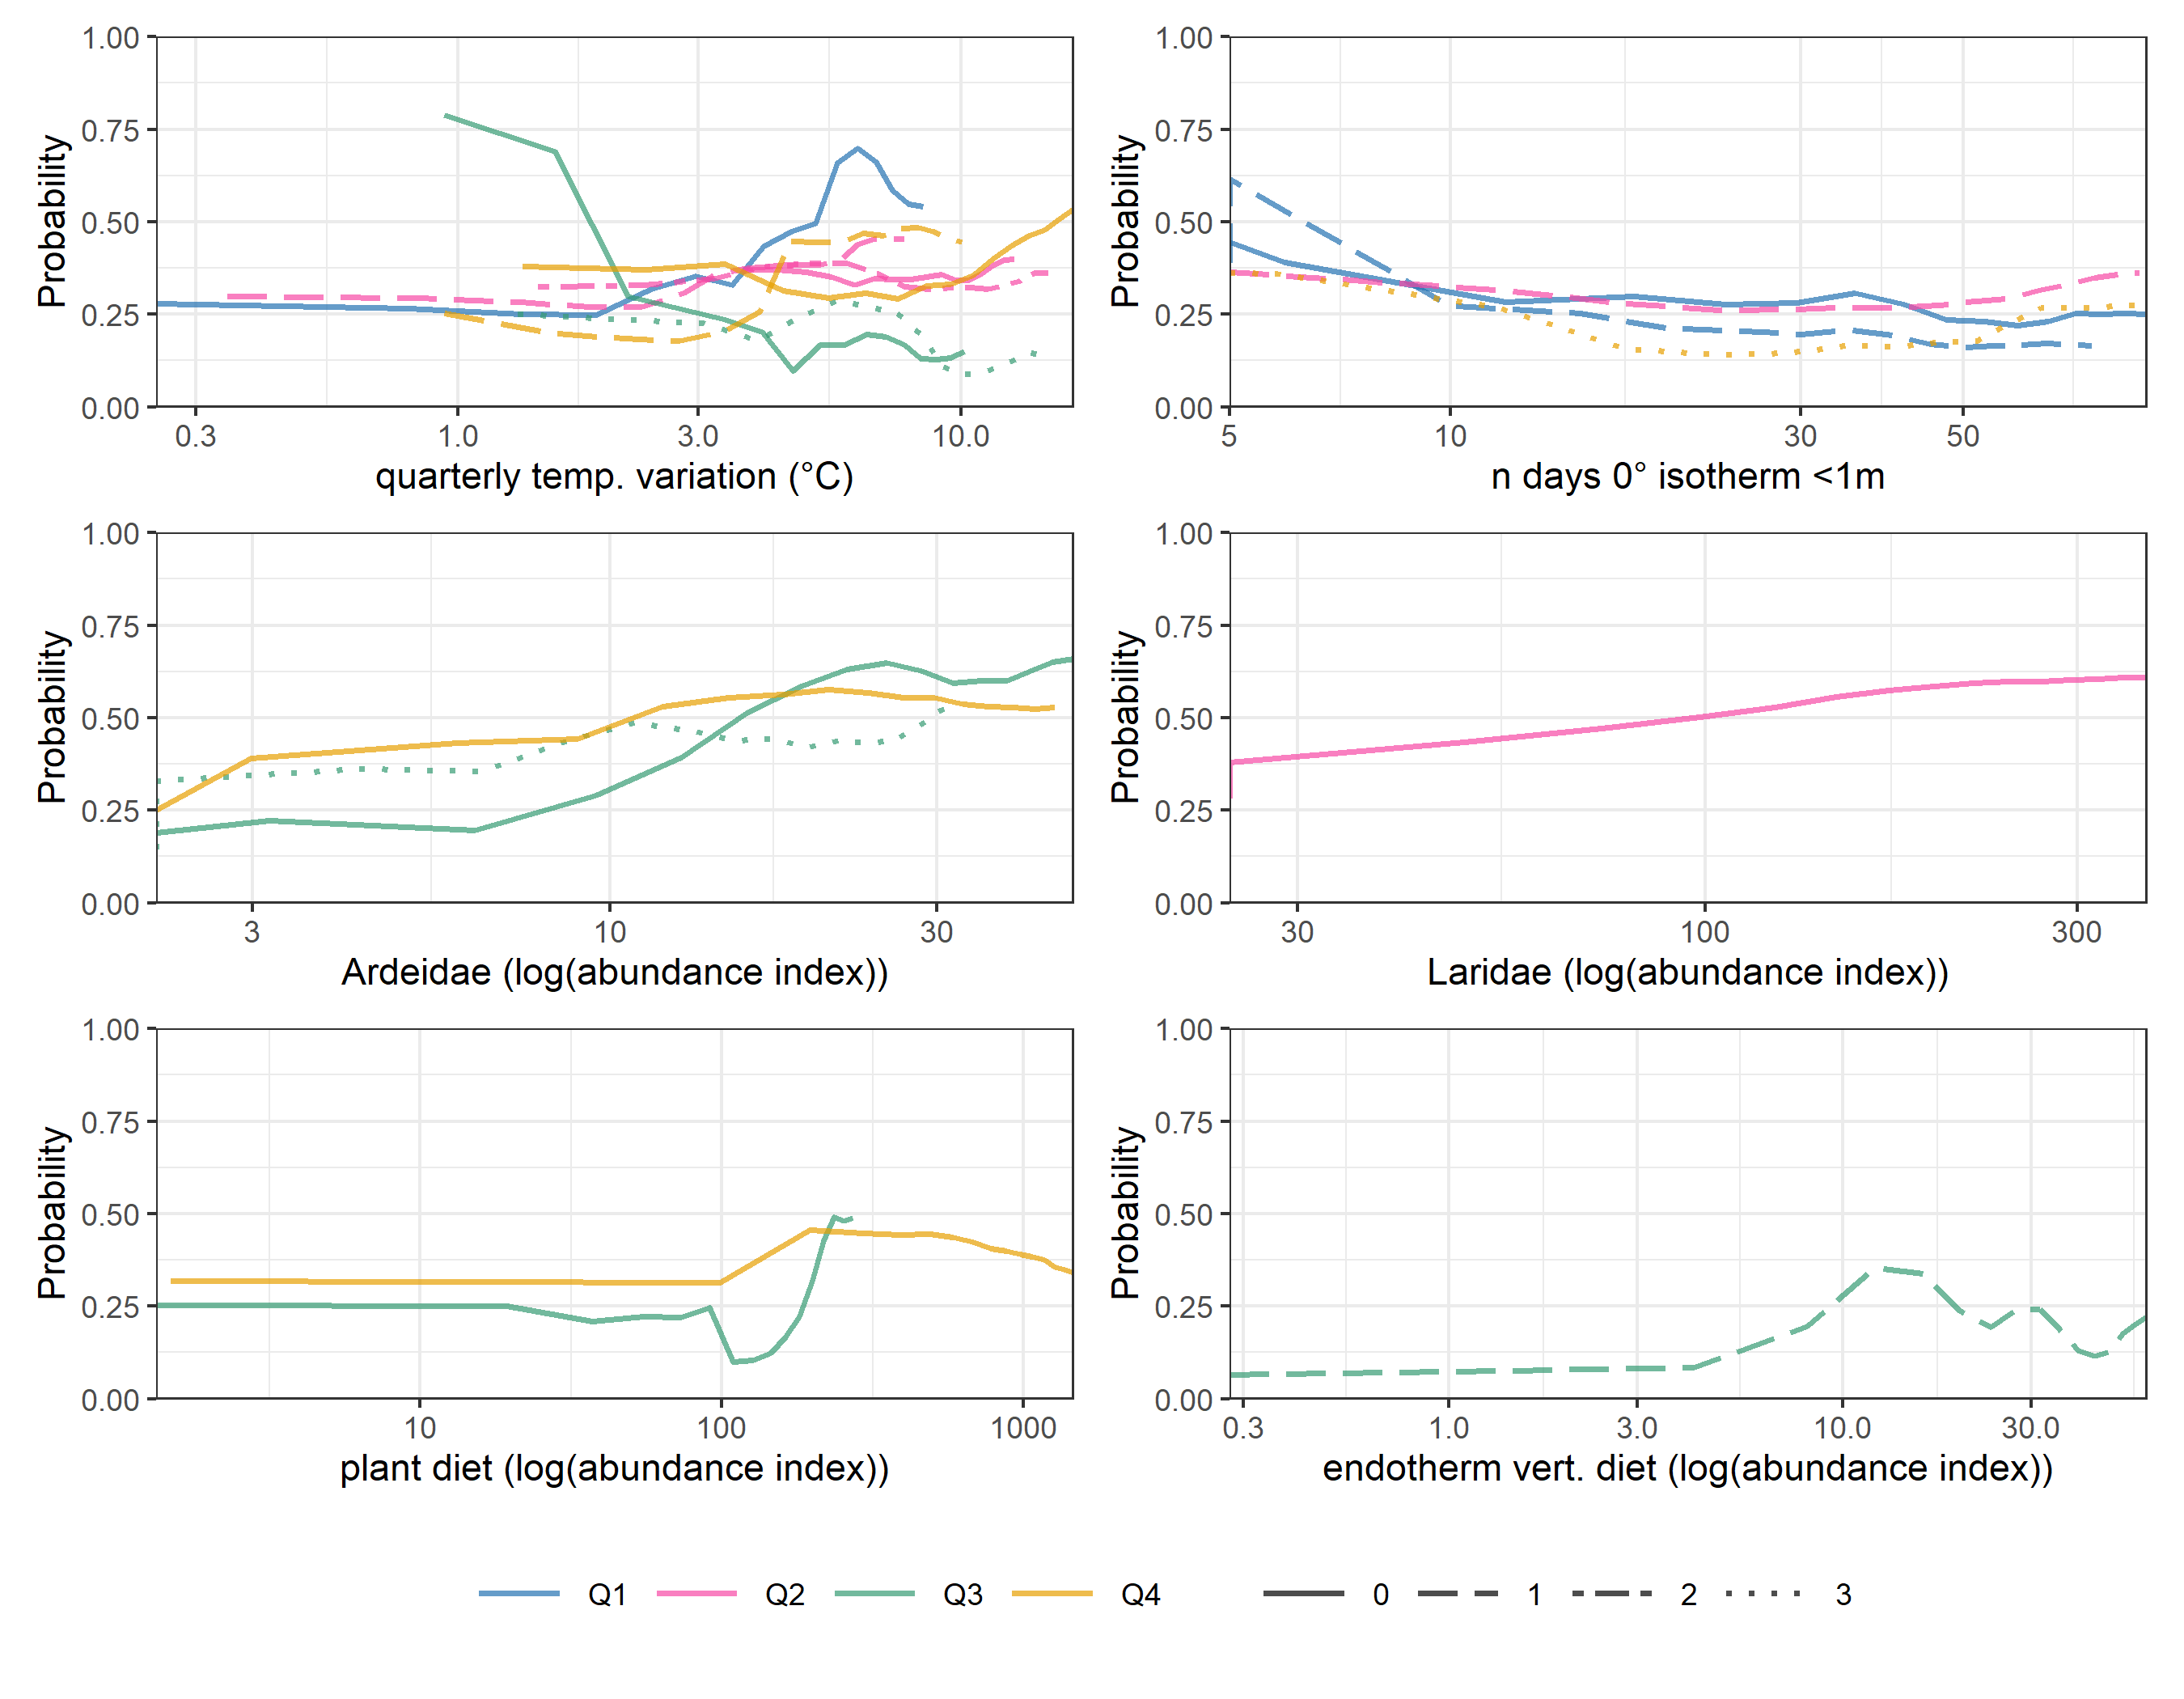 1.00
0.75
0.50
0.25
0.00
Probability
0.3 1.0 3.0 10.0
quarterly temp. variation (°C)
1.00
0.75
0.50
0.25
0.00
Probability
5 10 30 50
n days 0° isotherm <1m
1.00
0.75
0.50
0.25
0.00
Probability
3 10 30
Ardeidae (log(abundance index))
1.00
0.75
0.50
0.25
0.00
Probability
30 100 300
Laridae (log(abundance index))
1.00
0.75
0.50
0.25
0.00
Probability
10 100 1000
plant diet (log(abundance index))
1.00
0.75
0.50
0.25
0.00
Probability
0.3 1.0 3.0 10.0 30.0
endotherm vert. diet (log(abundance index))
Q1 Q2 Q3 Q4 0 1 2 3